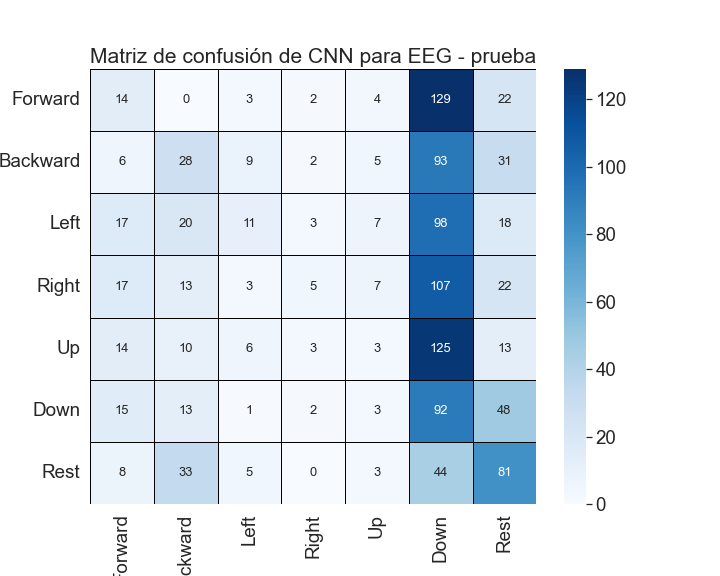 Matriz de confusión de CNN para EEG - prueba
Forward 14 0 3 2 4 129 22
Backward 6 28 9 2 5 93 31
Left 17 20 11 3 7 98 18
Right 17 13 3 5 7 107 22
Up 14 10 6 3 3 125 13
Down 15 13 1 2 3 92 48
Rest 8 33 5 0 3 44 81
Forward ckward Left Right Up Down Rest
120
100
80
60
40
20
0